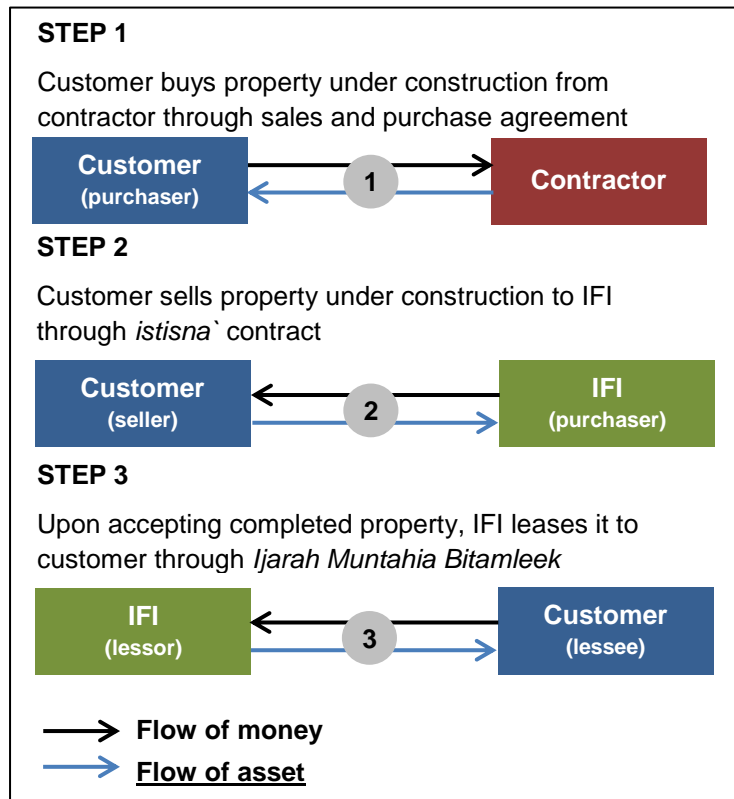 STEP 1
Customer buys property under construction from
contractor through sales and purchase agreement
Customer
(purchaser)
1
Contractor
STEP 2
Customer sells property under construction to IFI
through istisna` contract
Customer
(seller)
2
IFI
(purchaser)
STEP 3
Upon accepting completed property, IFI leases it to
customer through Ijarah Muntahia Bitamleek
IFI
(lessor)
3
Customer
(lessee)
Flow of money
Flow of asset